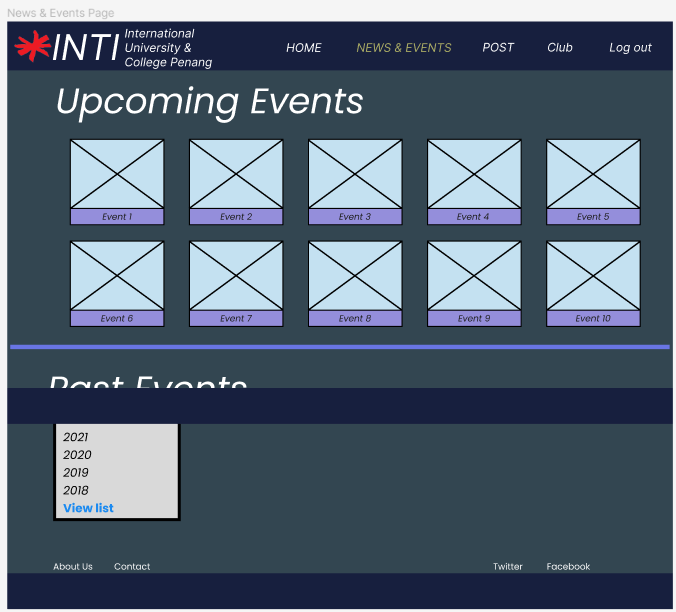 News & Events Page
INTI International
University &
College Penang
HOME NEWS & EVENTS POST Club Log out
Upcoming Events
Event 1 Event 2 Event 3 Event 4 Event 5
Event 6 Event 7 Event 8 Event 9 Event 10
Past Events
2021
2020
2019
2018
View list
About Us Contact Twitter Facebook